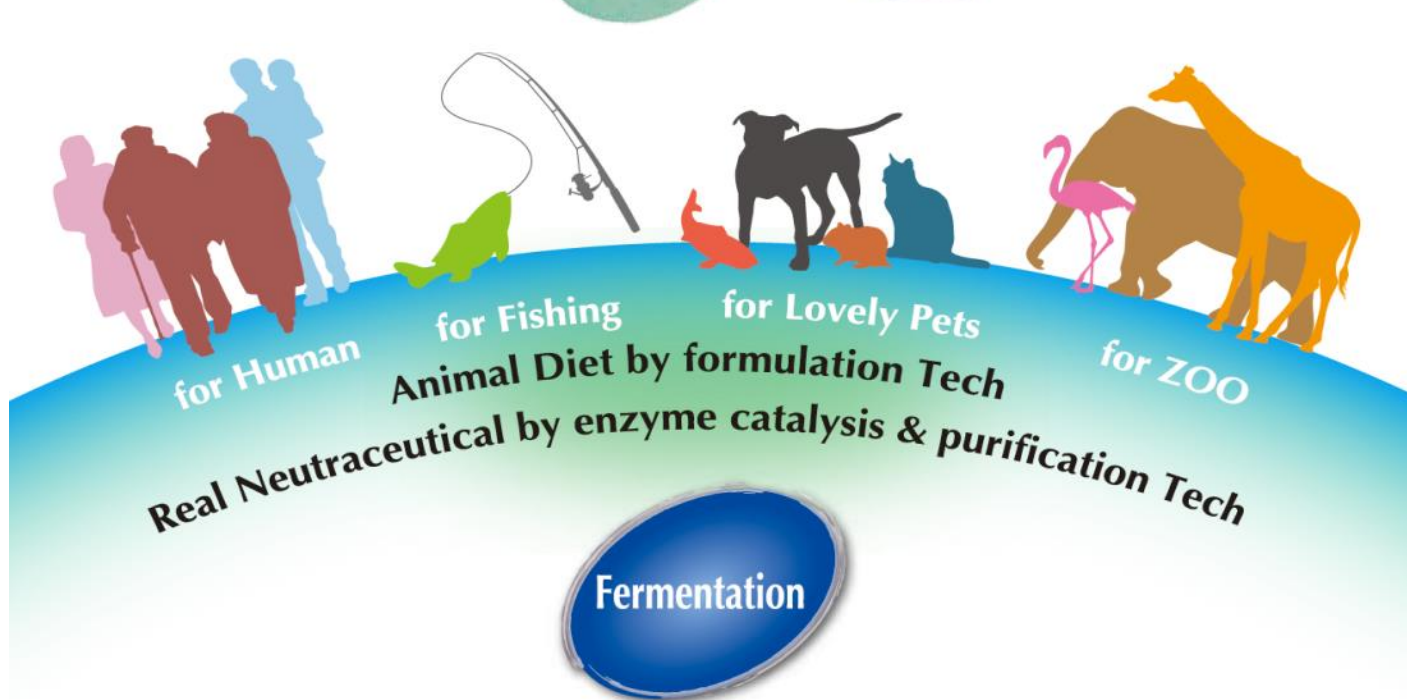 for Human
for Fishing
for Lovely Pets
for ZOO
Animal Diet by formulation Tech
Real Neutraceutical by enzyme catalysis & purification Tech
Fermentation